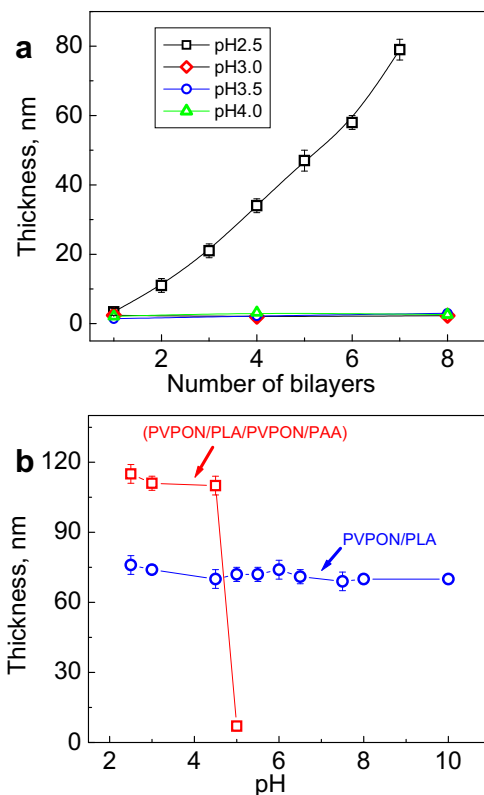 a
pH2.5
pH3.0
pH3.5
pH4.0
Thickness, nm
80
60
40
20
0
2 4 6 8
Number of bilayers
b
(PVPON/PLA/PVPON/PAA)
PVPON/PLA
Thickness, nm
120
90
60
30
0
2 4 6 8 10
pH